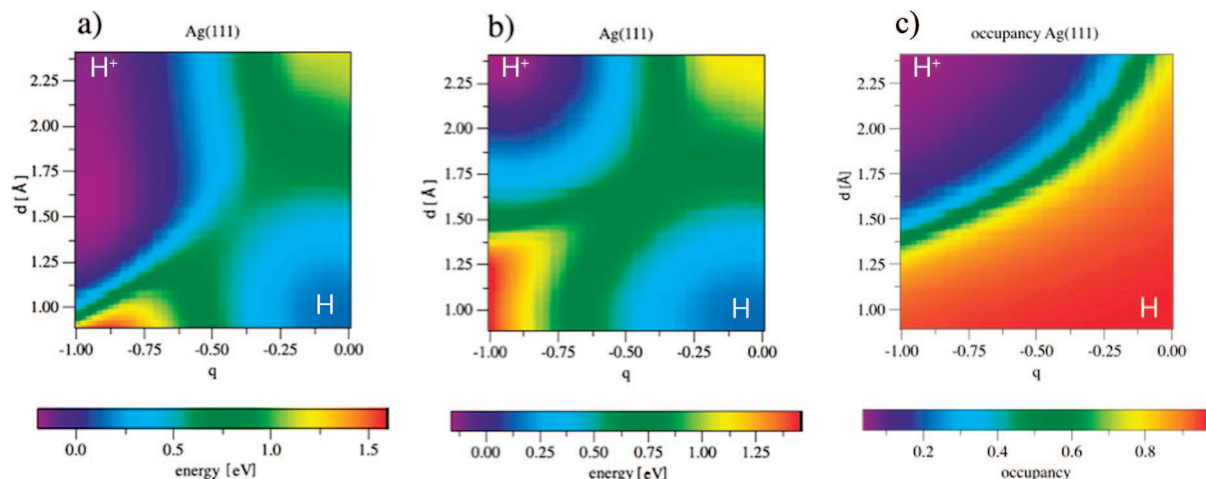 a)
Ag(111)
H+
2.25
2.00
1.75
1.50
1.25
1.00
d [Å]
H
-1.00 -0.75 -0.50 -0.25 0.00
q
0.0 0.5 1.0 1.5
energy [eV]
b)
Ag(111)
H+
2.25
2.00
1.75
1.50
1.25
1.00
d [Å]
H
-1.00 -0.75 -0.50 -0.25 0.00
q
0.00 0.25 0.50 0.75 1.00 1.25
energy [eV]
c)
occupancy Ag(111)
H+
2.25
2.00
1.75
1.50
1.25
1.00
d [Å]
H
-1.00 -0.75 -0.50 -0.25 0.00
q
0.2 0.4 0.6 0.8
occupancy